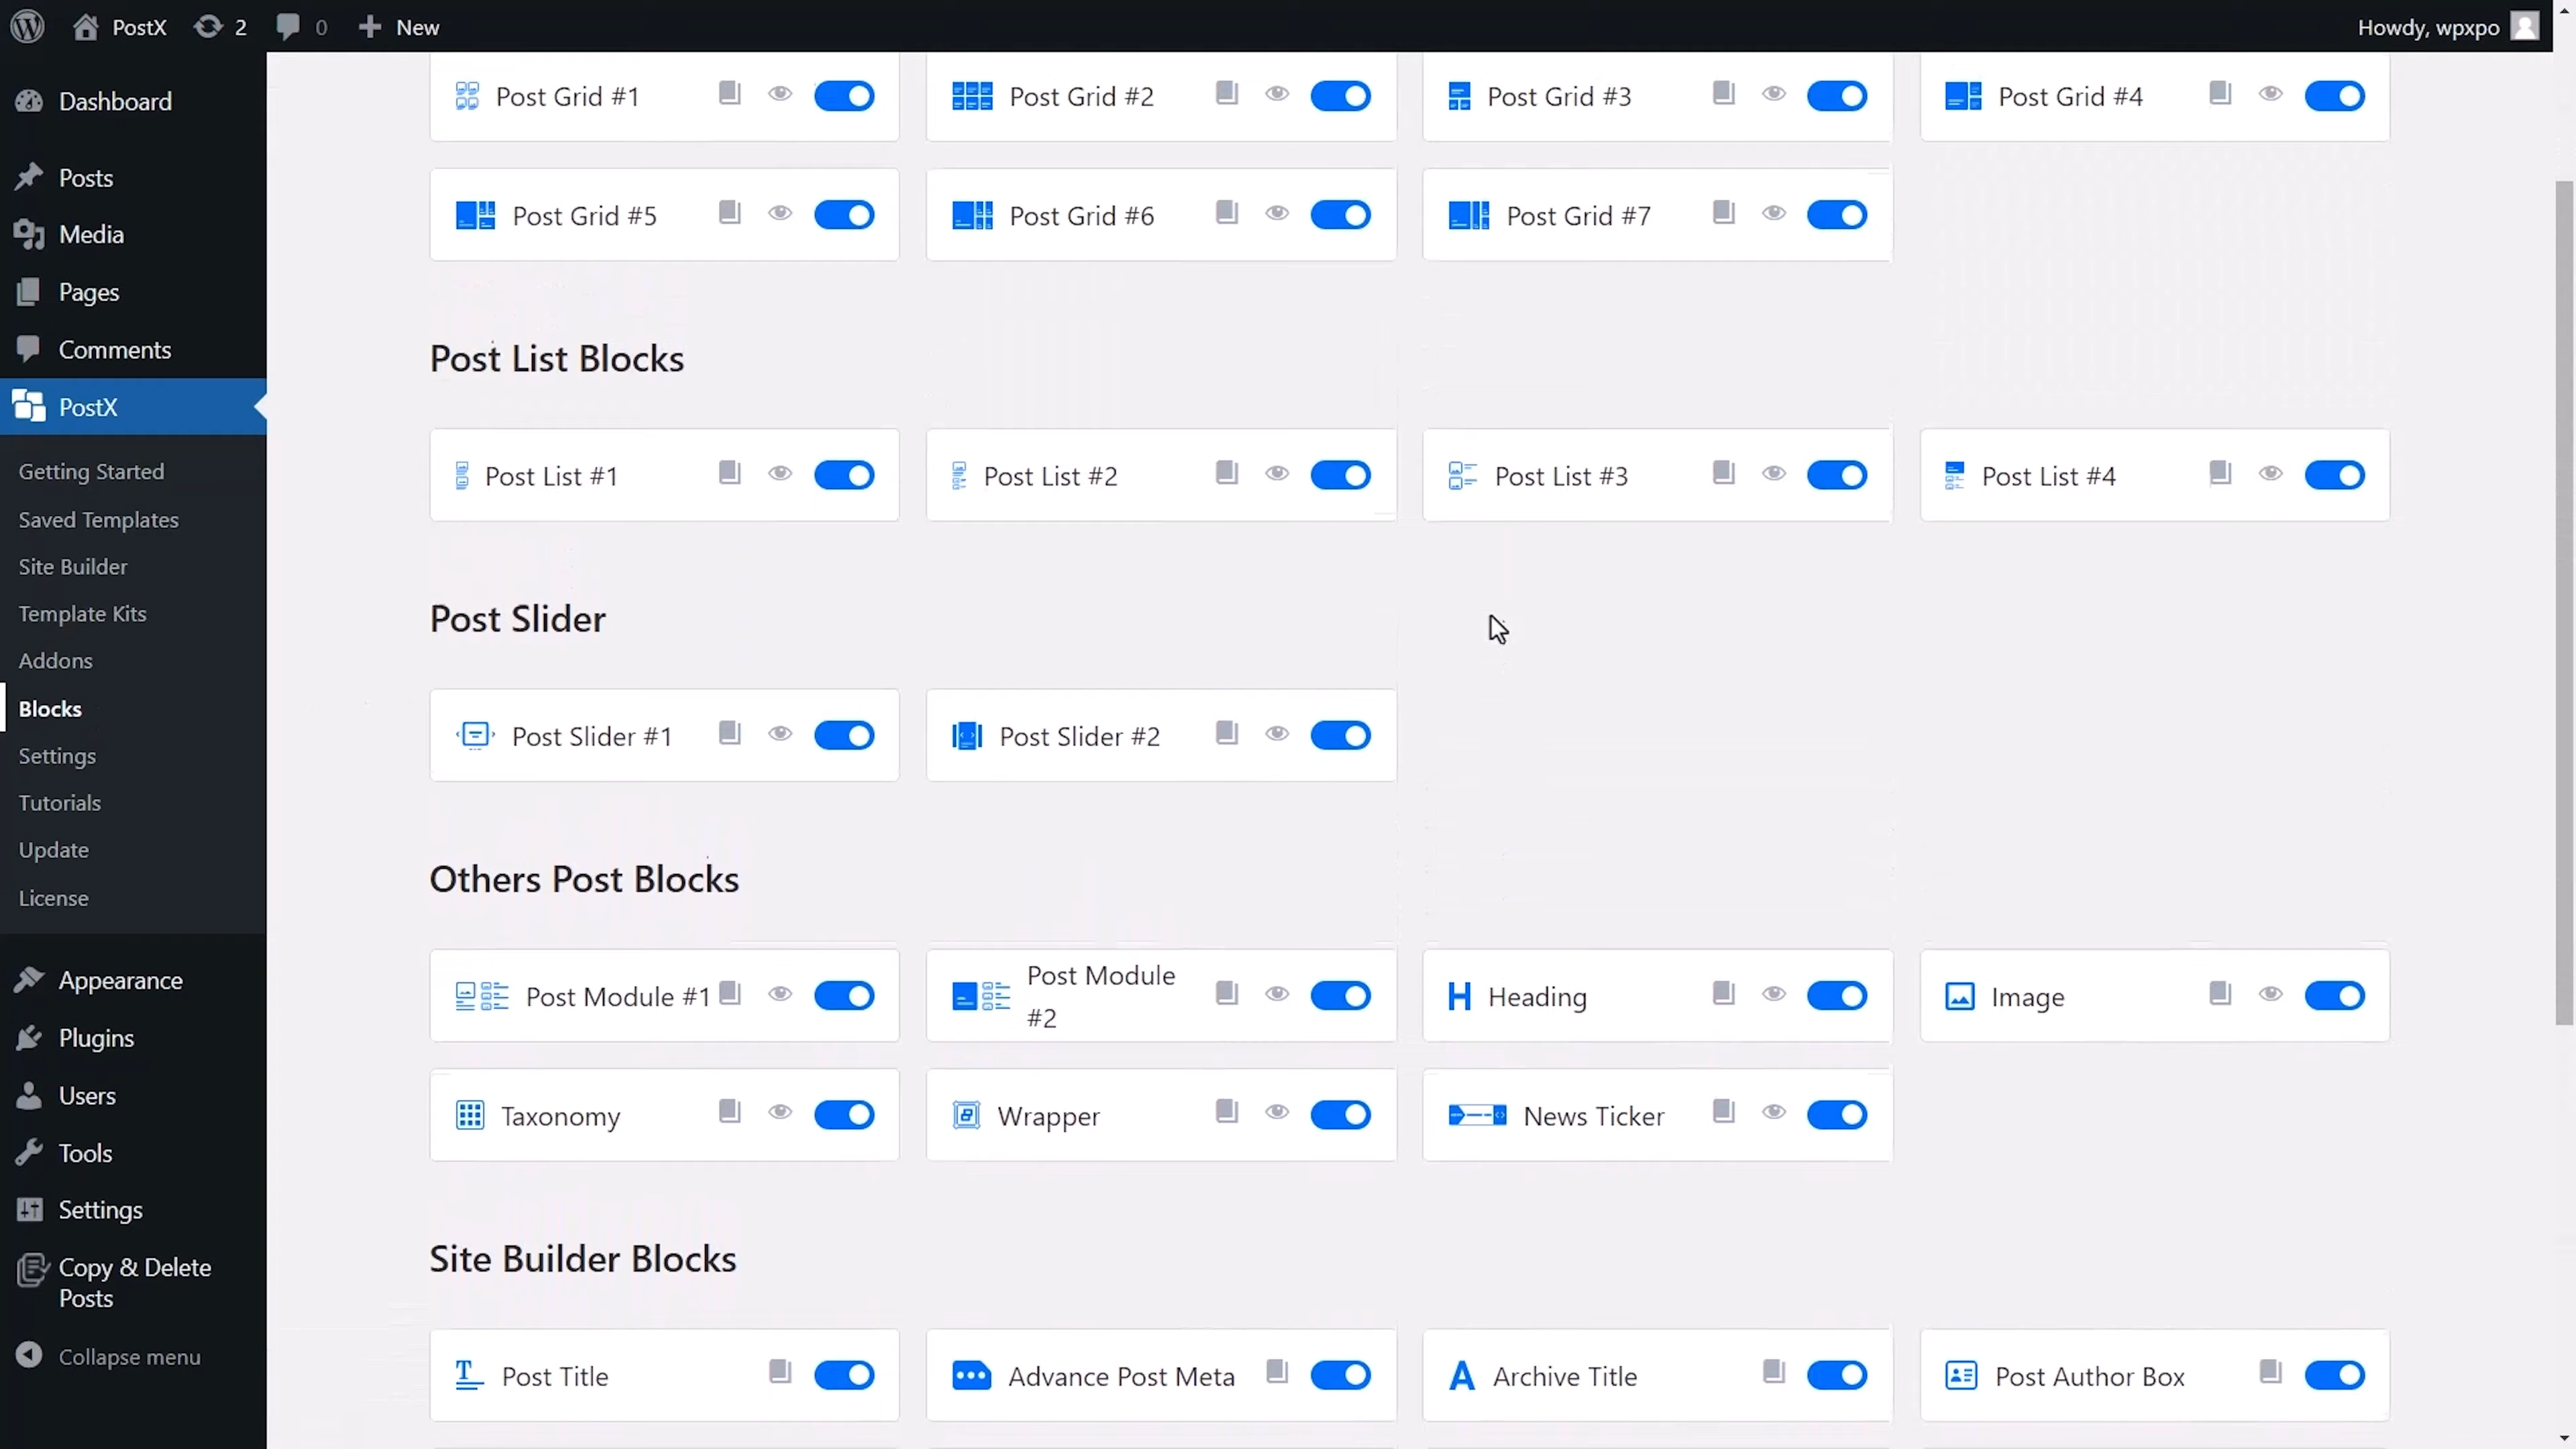 PostX
2
0
New
Howdy, wpxpo
Dashboard
Posts
Media
Pages
Comments
PostX
Getting Started
Saved Templates
Site Builder
Template Kits
Addons
Blocks
Settings
Tutorials
Update
License
Appearance
Plugins
Users
Tools
Settings
Copy & Delete
Posts
Collapse menu
Post Grid #1
Post Grid #2
Post Grid #3
Post Grid #4
Post Grid #5
Post Grid #6
Post Grid #7
Post List Blocks
Post List #1
Post List #2
Post List #3
Post List #4
Post Slider
Post Slider #1
Post Slider #2
Others Post Blocks
Post Module #1
Post Module
#2
Heading
Image
Taxonomy
Wrapper
News Ticker
Site Builder Blocks
Post Title
Advance Post Meta
Archive Title
Post Author Box